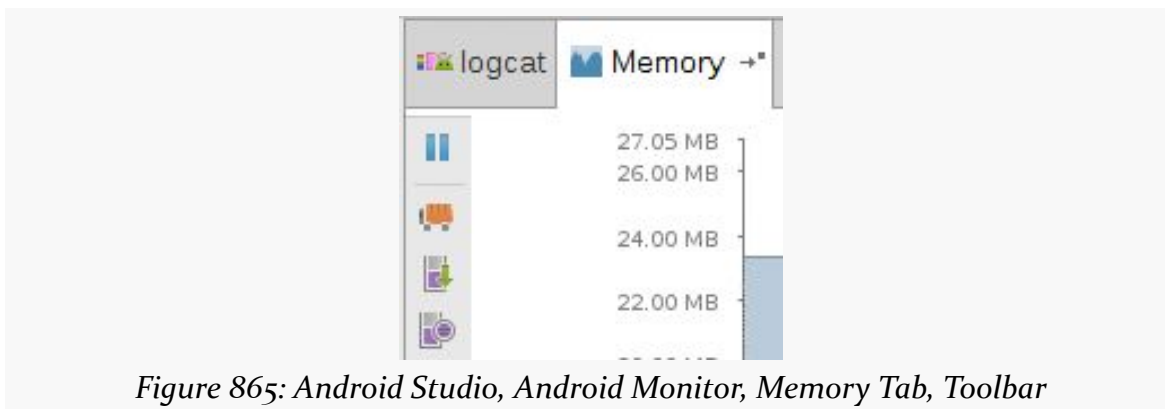 logcat
Memory
27.05 MB
26.00 MB
24.00 MB
22.00 MB
Figure 865: Android Studio, Android Monitor, Memory Tab, Toolbar